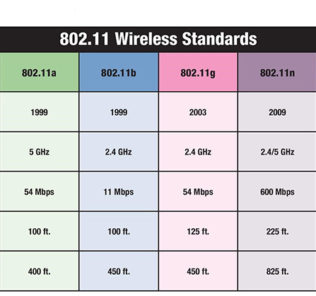 802.11 Wireless Standards
802.11a 802.11b 802.11g 802.11n
1999 1999 2003 2009
5 GHz 2.4 GHz 2.4 GHz 2.4/5 GHz
54 Mbps 11 Mbps 54 Mbps 600 Mbps
100 ft. 100 ft. 125 ft. 225 ft.
400 ft. 450 ft. 450 ft. 825 ft.